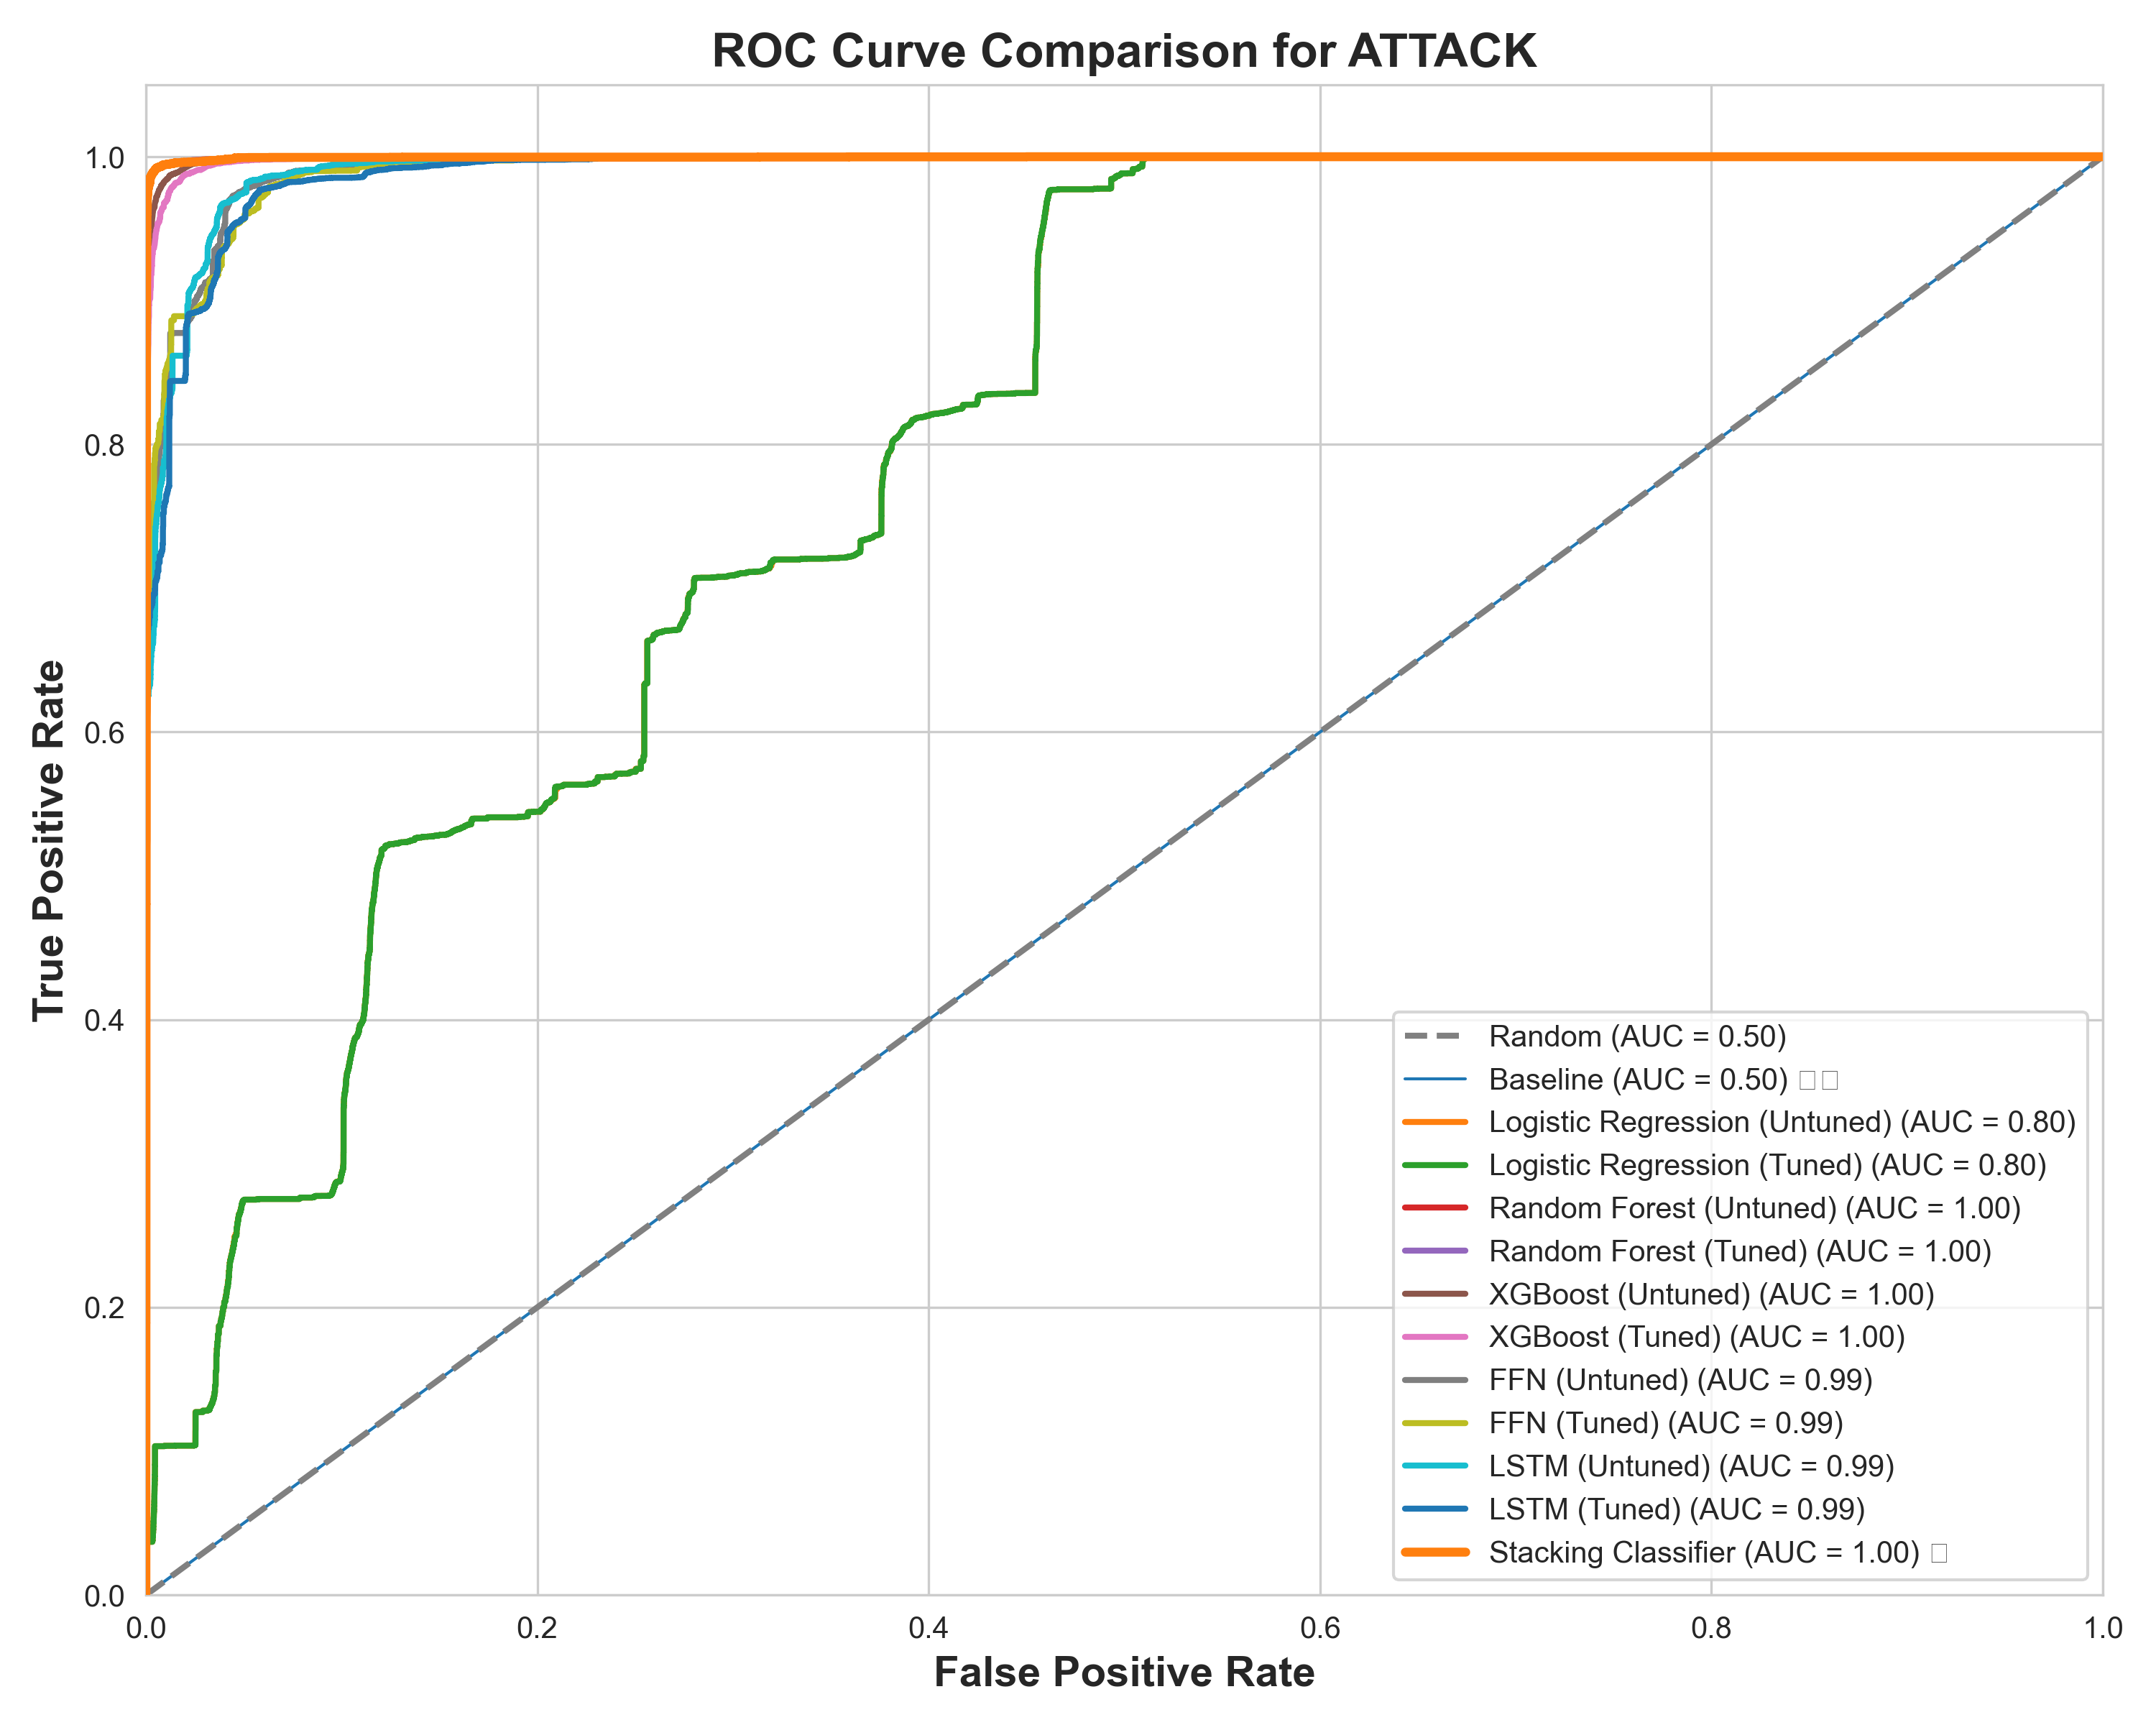 ROC Curve Comparison for ATTACK
True Positive Rate
1.0
0.8
0.6
0.4
0.2
0.0
Random (AUC = 0.50)
Baseline (AUC = 0.50) □□
Logistic Regression (Untuned) (AUC = 0.80)
Logistic Regression (Tuned) (AUC = 0.80)
Random Forest (Untuned) (AUC = 1.00)
Random Forest (Tuned) (AUC = 1.00)
XGBoost (Untuned) (AUC = 1.00)
XGBoost (Tuned) (AUC = 1.00)
FFN (Untuned) (AUC = 0.99)
FFN (Tuned) (AUC = 0.99)
LSTM (Untuned) (AUC = 0.99)
LSTM (Tuned) (AUC = 0.99)
Stacking Classifier (AUC = 1.00) □
0.0 0.2 0.4 0.6 0.8 1.0
False Positive Rate